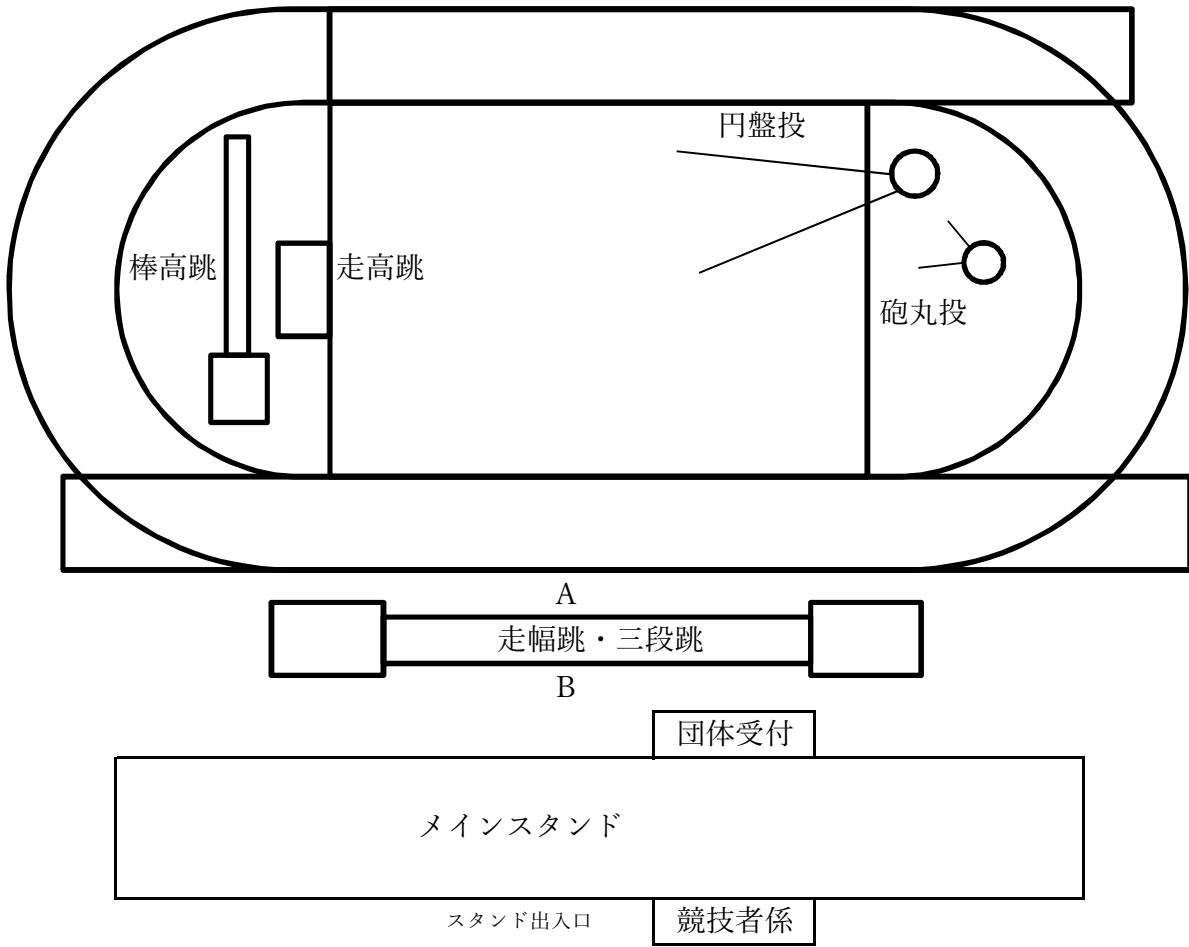 円盤投
棒高跳
走高跳
砲丸投
A
走幅跳・三段跳
B
団体受付
メインスタンド
スタンド出入口
競技者係